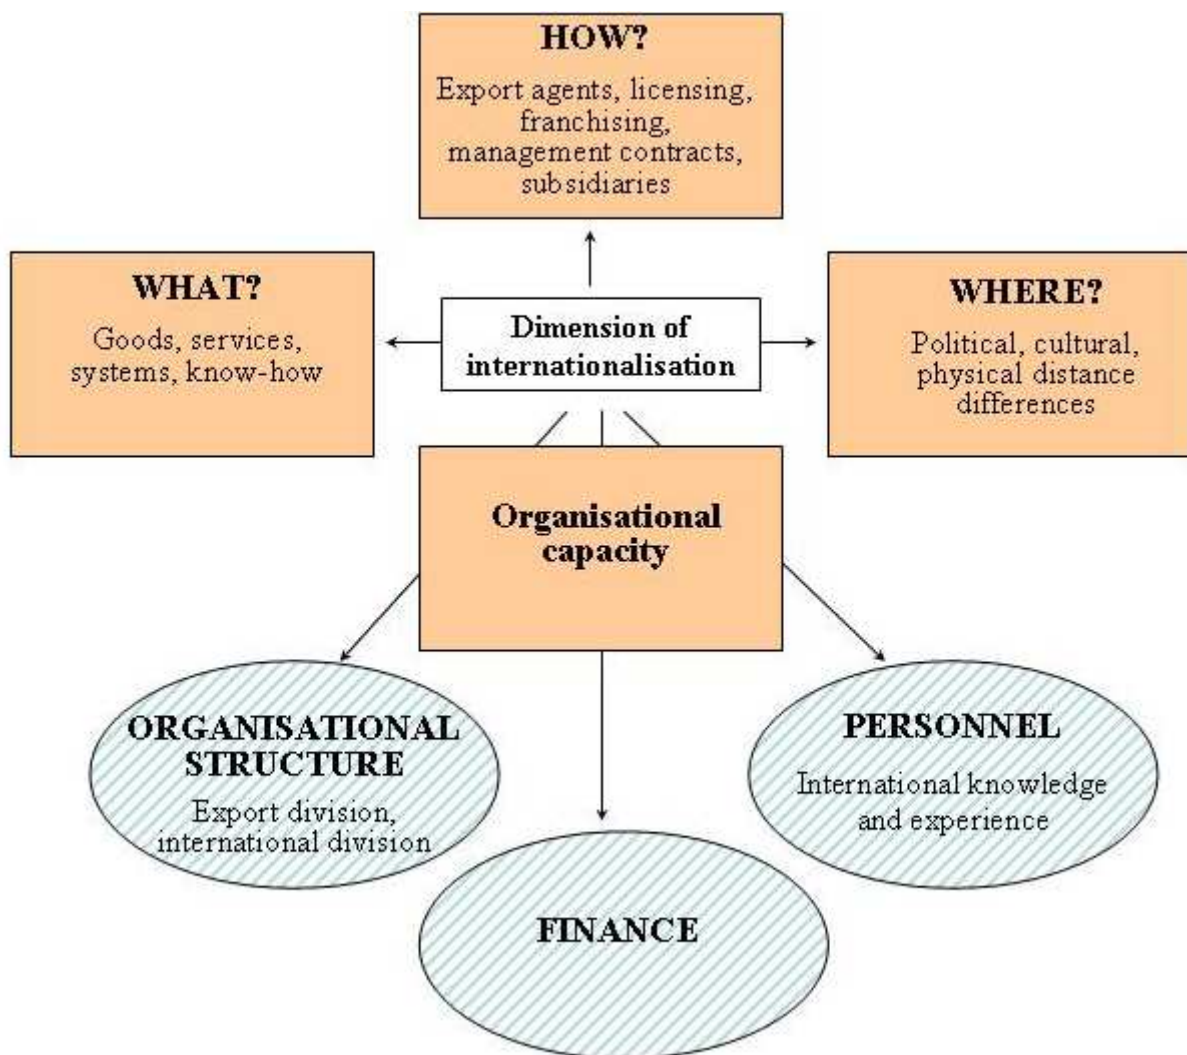 HOW?
Export agents, licensing,
franchising,
management contracts,
subsidiaries
WHAT?
Goods, services,
systems, know-how
Dimension of
internationalisation
WHERE?
Political, cultural,
physical distance
differences
Organisational
capacity
ORGANISATIONAL
STRUCTURE
Export division,
international division
PERSONNEL
International knowledge
and experience
FINANCE